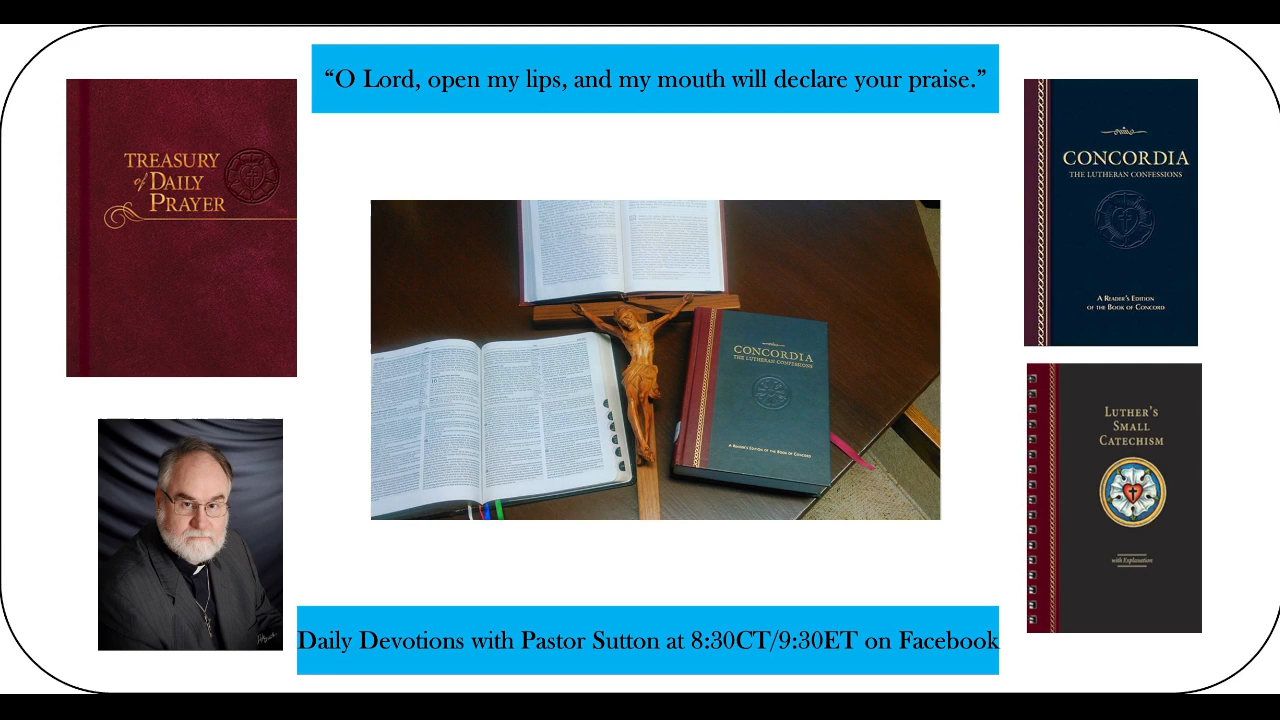 “O Lord, open my lips, and my mouth will declare your praise.”
TREASURY
of DAILY
PRAYER
CONCORDIA
THE LUTHERAN CONFESSIONS
A READER'S EDITION
OF THE BOOK OF CONCORD
CONCORDIA
THE LUTHERAN CONFESSIONS
A READER'S EDITION OF THE BOOK OF CONCORD
LUTHER'S
SMALL
CATECHISM
with Explanation
Daily Devotions with Pastor Sutton at 8:30CT/9:30ET on Facebook